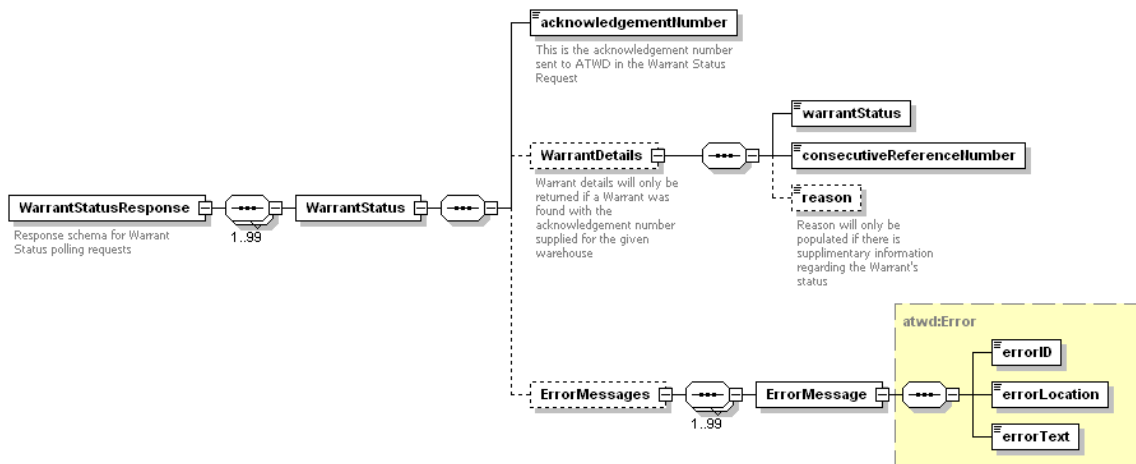 acknowledgementNumber
This is the acknowledgement number
sent to ATWD in the Warrant Status
Request
warrantStatus
WarrantDetails
consecutiveReferenceNumber
Warrant details will only be
returned if a Warrant was
found with the
acknowledgement number
supplied for the given
warehouse
reason
Reason will only be
populated if there is
supplimentary information
regarding the Warrant's
status
WarrantStatusResponse
WarrantStatus
Response schema for Warrant
Status polling requests
1..99
atwd:Error
errorID
ErrorMessages
ErrorMessage
errorLocation
1..99
errorText